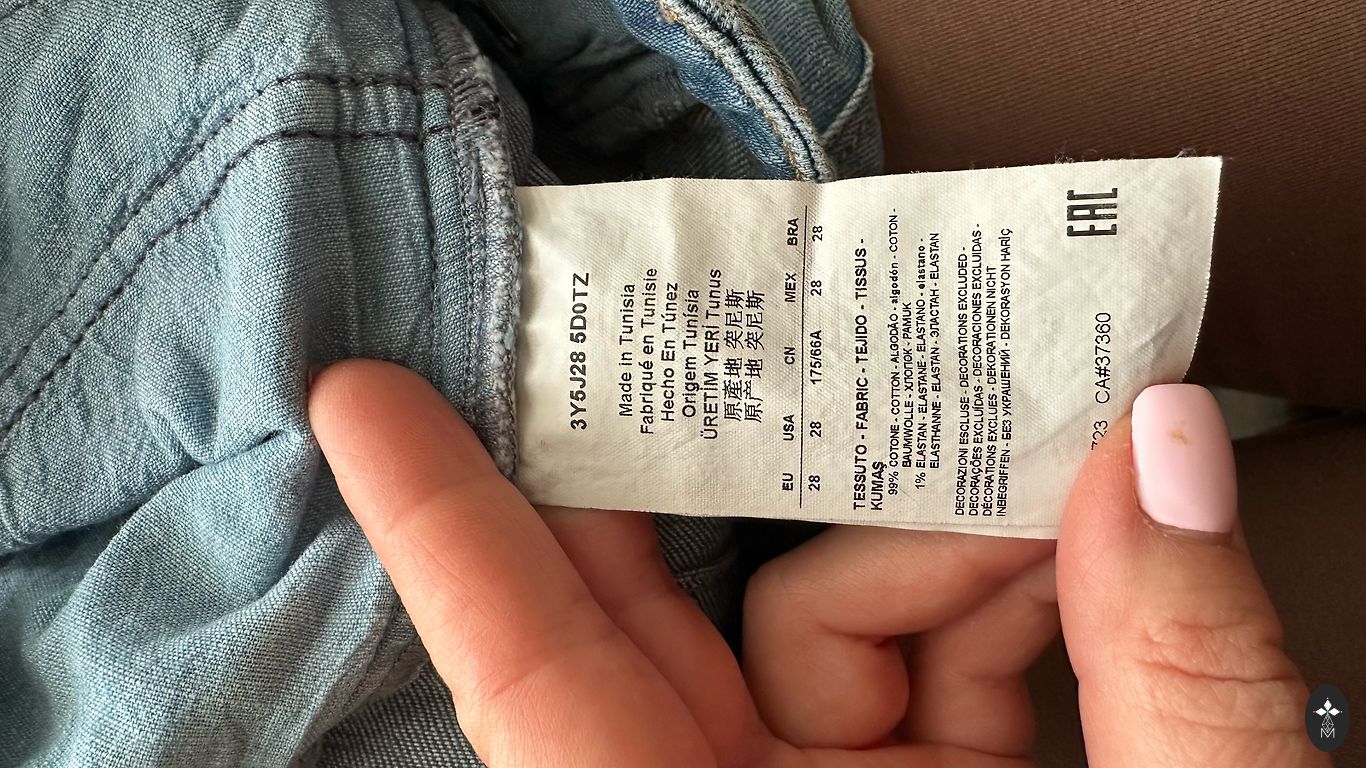 3Y5J28 5D0TZ
Made in Tunisia
Fabriqué en Tunisie
Hecho En Túnez
Origem Tunísia
ÜRETİM YERİ Tunus
原產地 突尼斯
原产地 突尼斯
EU USA CN MEX BRA
28 28 175/66A 28 28
TESSUTO - FABRIC - TEJIDO - TISSUS -
KUMAŞ
99% COTONE - COTTON - ALGODÃO - algodón - COTON -
BAUMWOLLE - ХЛОПОК - PAMUK
1% ELASTAN - ELASTANE - ELASTANO - elastano -
ELASTHANNE - ELASTAN - ЭЛАСТАН - ELASTAN
DECORAZIONI ESCLUSE - DECORATIONS EXCLUDED -
DECORAÇÕES EXCLUÍDAS - DECORACIONES EXCLUIDAS -
DÉCORATIONS EXCLUES - DEKORATIONEN NICHT
INBEGRIFFEN - БЕЗ УКРАШЕНИЙ - DEKORASYON HARİÇ
723 CA#37360
EAC
M